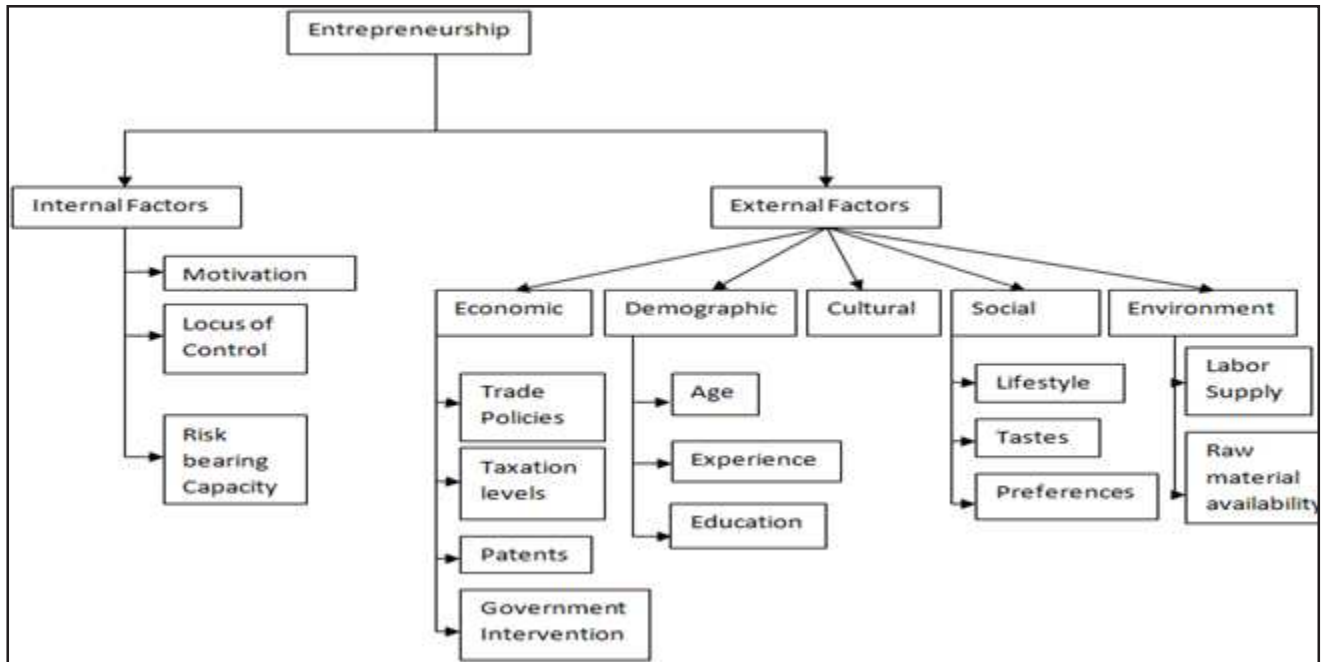 Entrepreneurship
Internal Factors
External Factors
Motivation
Locus of
Control
Risk
bearing
Capacity
Economic
Demographic
Cultural
Social
Environment
Trade
Policies
Taxation
levels
Patents
Government
Intervention
Age
Experience
Education
Lifestyle
Tastes
Preferences
Labor
Supply
Raw
material
availability